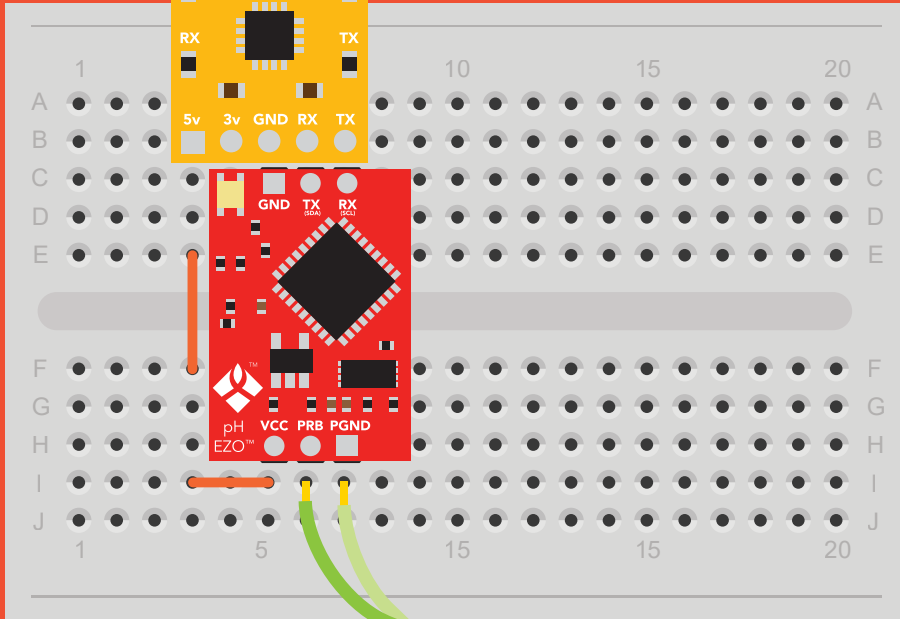 RX TX
1 10 15 20
A A
5v 3v GND RX TX
B B
C C
GND TX RX
(SDA) (SCL)
D D
E E
F F
TM
G G
VCC PRB PGND
pH
H H
EZO™
I I
J J
1 5 15 15 20